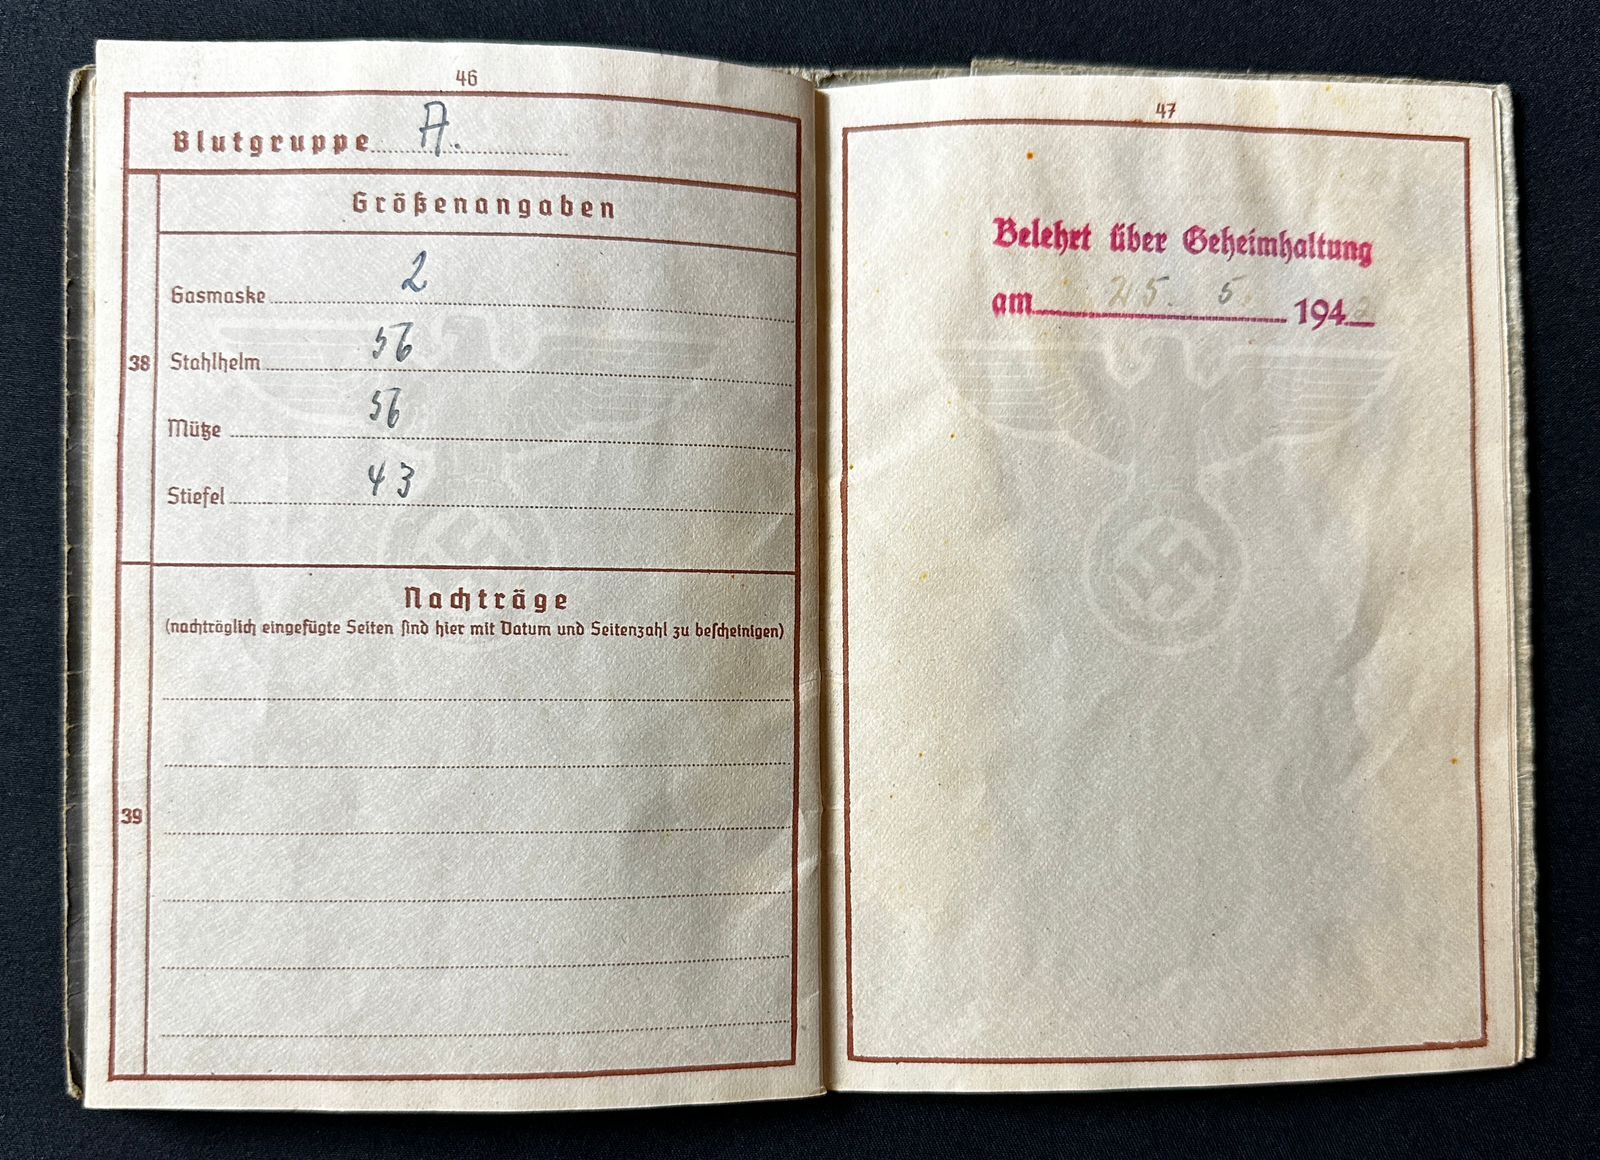 46
Blutgruppe A.
Größenangaben
Gasmaske 2
38
Stahlhelm 56
Mütze 56
Stiefel 43
Nachträge
(nachträglich eingefügte Seiten sind hier mit Datum und Seitenzahl zu bescheinigen)
39
47
Belehrt über Geheimhaltung
am 25. 5. 1942